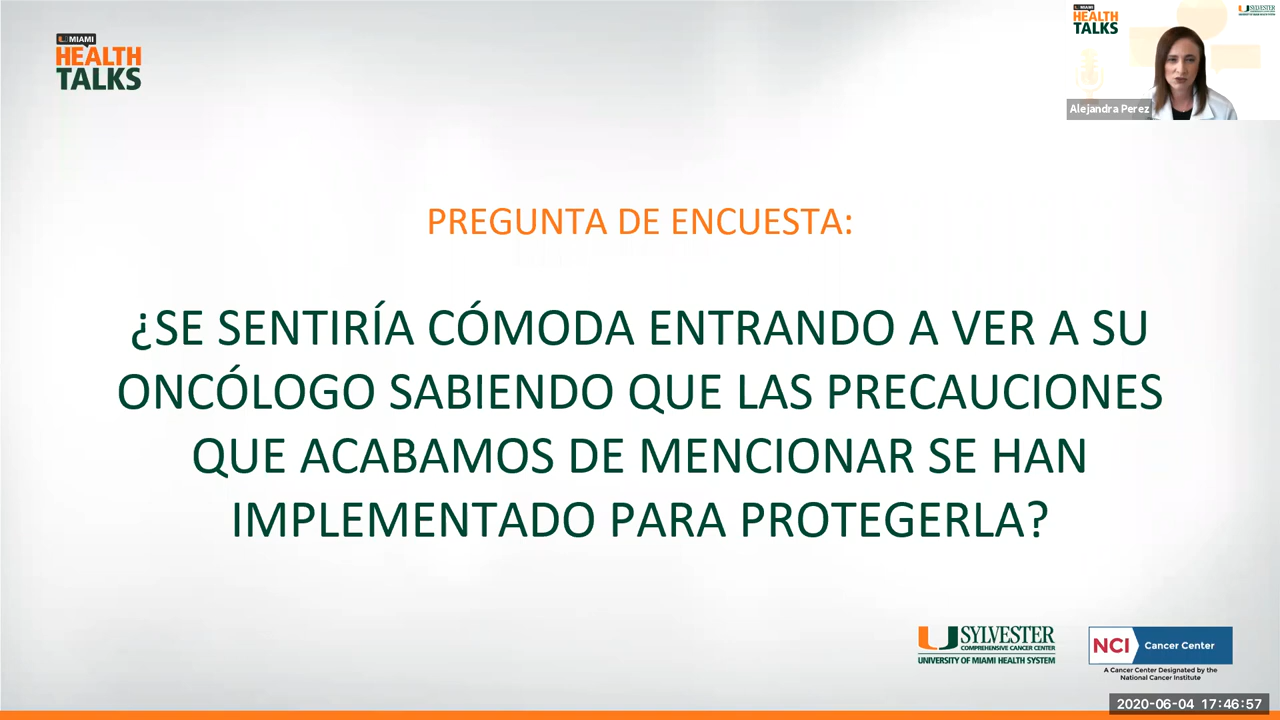 U MIAMI
HEALTH
TALKS
U MIAMI
HEALTH
TALKS
SYLVESTER
Alejandra Perez
PREGUNTA DE ENCUESTA:
¿SE SENTIRÍA CÓMODA ENTRANDO A VER A SU
ONCÓLOGO SABIENDO QUE LAS PRECAUCIONES
QUE ACABAMOS DE MENCIONAR SE HAN
IMPLEMENTADO PARA PROTEGERLA?
SYLVESTER
COMPREHENSIVE CANCER CENTER
UNIVERSITY OF MIAMI HEALTH SYSTEM
NCI Cancer Center
A Cancer Center Designated by the
National Cancer Institute
2020-06-04 17:46:57